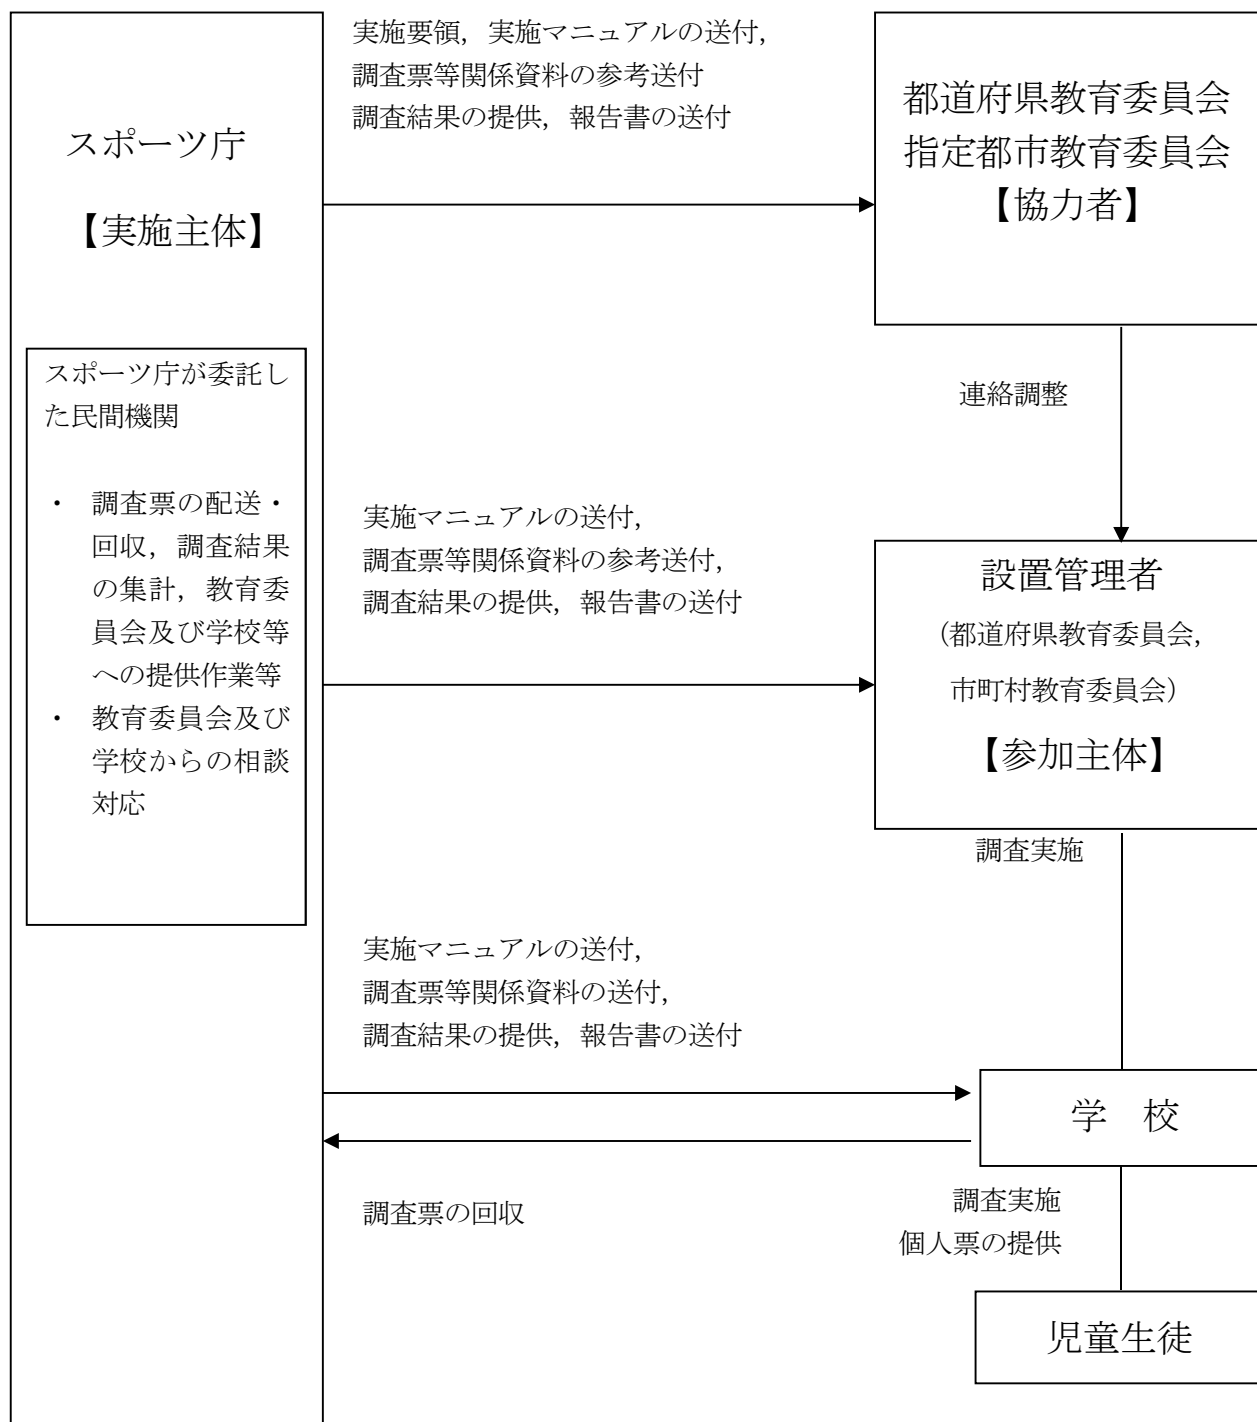 スポーツ庁
【実施主体】
スポーツ庁が委託し
た民間機関
・ 調査票の配送・
回収，調査結果
の集計，教育委
員会及び学校等
への提供作業等
・ 教育委員会及び
学校からの相談
対応
実施要領，実施マニュアルの送付，
調査票等関係資料の参考送付
調査結果の提供，報告書の送付
都道府県教育委員会
指定都市教育委員会
【協力者】
連絡調整
実施マニュアルの送付，
調査票等関係資料の参考送付，
調査結果の提供，報告書の送付
設置管理者
（都道府県教育委員会，
市町村教育委員会）
【参加主体】
調査実施
実施マニュアルの送付，
調査票等関係資料の送付，
調査結果の提供，報告書の送付
学　校
調査票の回収
調査実施
個人票の提供
児童生徒